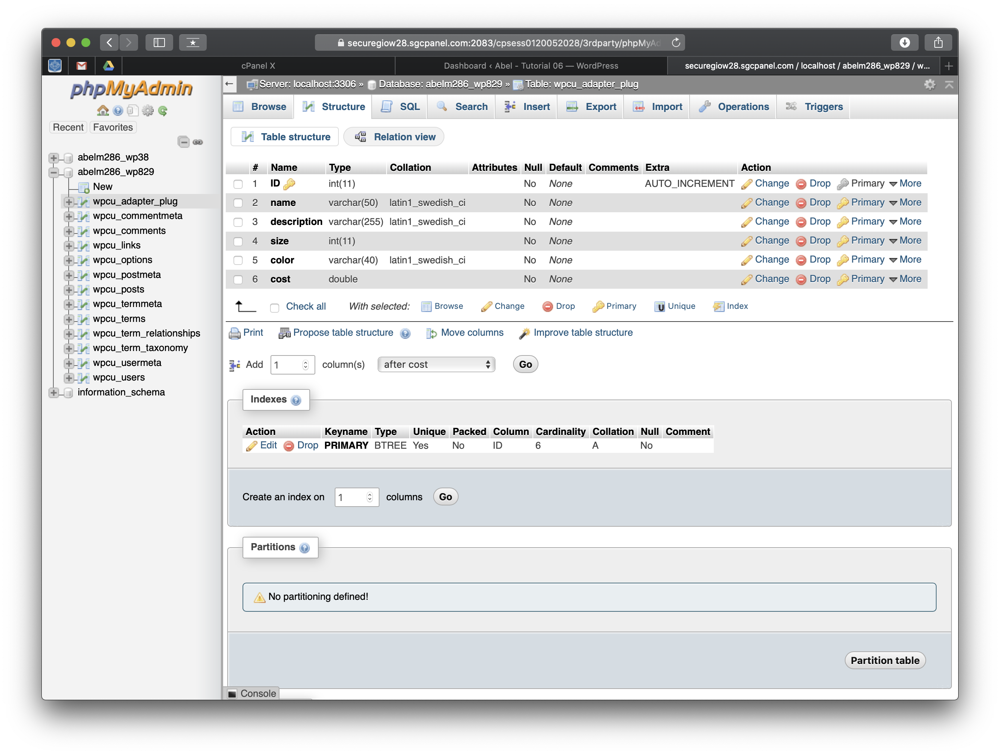 securegiow28.sgcpanel.com:2083/cpsess0120052028/3rdparty/phpMyAd
cPanel X
Dashboard ‹ Abel - Tutorial 06 — WordPress
securegiow28.sgcpanel.com / localhost / abelm286_wp829 / w...
phpMyAdmin
Recent Favorites
abelm286_wp38
abelm286_wp829
New
wpcu_adapter_plug
wpcu_commentmeta
wpcu_comments
wpcu_links
wpcu_options
wpcu_postmeta
wpcu_posts
wpcu_termmeta
wpcu_terms
wpcu_term_relationships
wpcu_term_taxonomy
wpcu_usermeta
wpcu_users
information_schema
Server: localhost:3306 » Database: abelm286_wp829 » Table: wpcu_adapter_plug
Browse Structure SQL Search Insert Export Import Operations Triggers
Table structure Relation view
# Name Type Collation Attributes Null Default Comments Extra Action
1 ID int(11) No None AUTO_INCREMENT Change Drop Primary More
2 name varchar(50) latin1_swedish_ci No None Change Drop Primary More
3 description varchar(255) latin1_swedish_ci No None Change Drop Primary More
4 size int(11) No None Change Drop Primary More
5 color varchar(40) latin1_swedish_ci No None Change Drop Primary More
6 cost double No None Change Drop Primary More
Check all With selected: Browse Change Drop Primary Unique Index
Print Propose table structure Move columns Improve table structure
Add 1 column(s) after cost Go
Indexes
Action Keyname Type Unique Packed Column Cardinality Collation Null Comment
Edit Drop PRIMARY BTREE Yes No ID 6 A No
Create an index on 1 columns Go
Partitions
No partitioning defined!
Partition table
Console